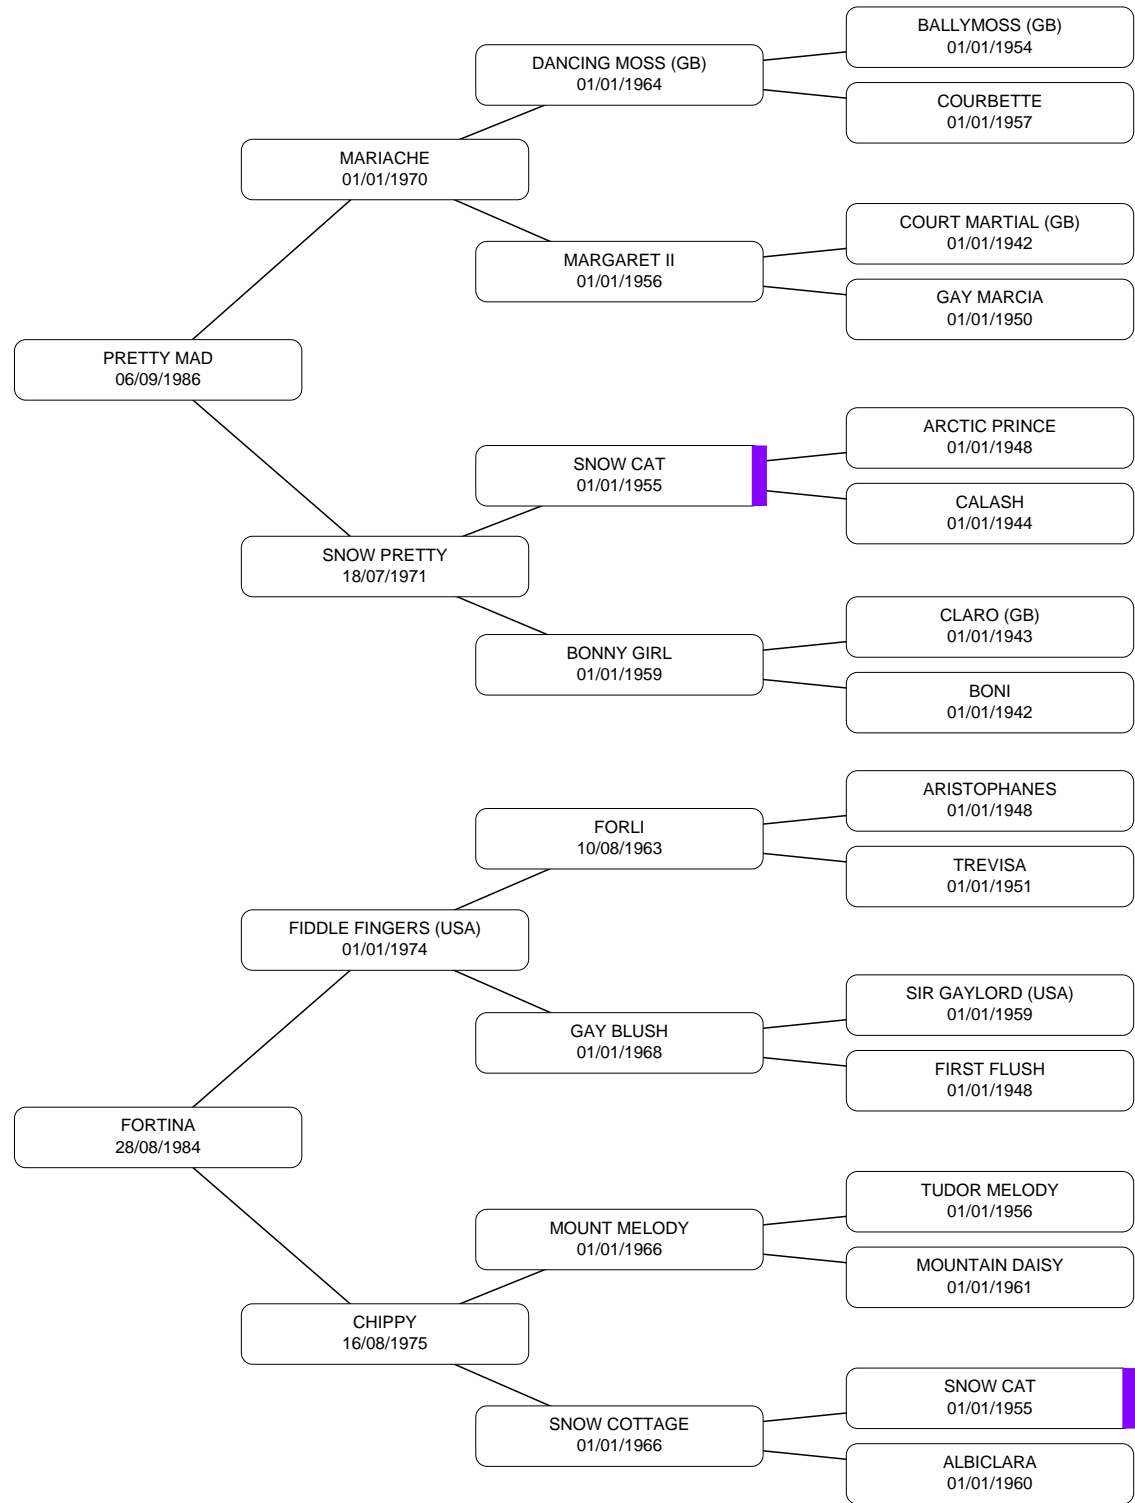 BALLYMOSS (GB)
01/01/1954
DANCING MOSS (GB)
01/01/1964
COURBETTE
01/01/1957
MARIACHE
01/01/1970
COURT MARTIAL (GB)
01/01/1942
MARGARET II
01/01/1956
GAY MARCIA
01/01/1950
PRETTY MAD
06/09/1986
ARCTIC PRINCE
01/01/1948
SNOW CAT
01/01/1955
CALASH
01/01/1944
SNOW PRETTY
18/07/1971
CLARO (GB)
01/01/1943
BONNY GIRL
01/01/1959
BONI
01/01/1942
ARISTOPHANES
01/01/1948
FORLI
10/08/1963
TREVISA
01/01/1951
FIDDLE FINGERS (USA)
01/01/1974
SIR GAYLORD (USA)
01/01/1959
GAY BLUSH
01/01/1968
FIRST FLUSH
01/01/1948
FORTINA
28/08/1984
TUDOR MELODY
01/01/1956
MOUNT MELODY
01/01/1966
MOUNTAIN DAISY
01/01/1961
CHIPPY
16/08/1975
SNOW CAT
01/01/1955
SNOW COTTAGE
01/01/1966
ALBICLARA
01/01/1960